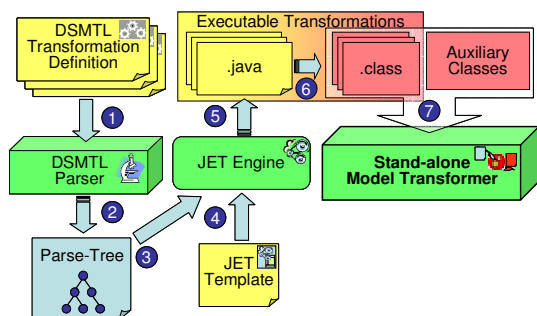 DSMTL
Transformation
Definition
Executable Transformations
.java
.class
Auxiliary
Classes
1
5
6
7
DSMTL
Parser
JET Engine
Stand-alone
Model Transformer
2
3
4
Parse-Tree
JET
Template